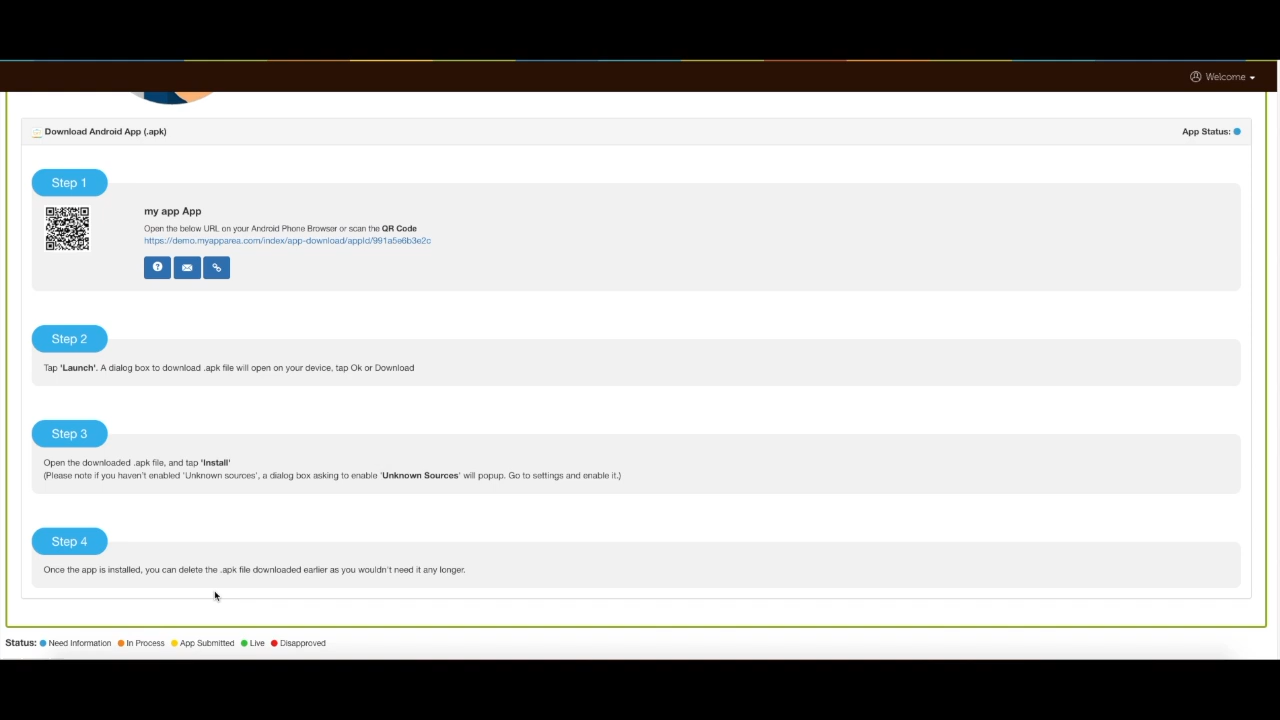 Welcome
Download Android App (.apk)
App Status:
Step 1
my app App
Open the below URL on your Android Phone Browser or scan the QR Code
https://demo.myapparea.com/index/app-download/appId/991a5e6b3e2c
Step 2
Tap 'Launch'. A dialog box to download .apk file will open on your device, tap Ok or Download
Step 3
Open the downloaded .apk file, and tap 'Install'
(Please note if you haven't enabled 'Unknown sources', a dialog box asking to enable 'Unknown Sources' will popup. Go to settings and enable it.)
Step 4
Once the app is installed, you can delete the .apk file downloaded earlier as you wouldn't need it any longer.
Status: Need Information In Process App Submitted Live Disapproved